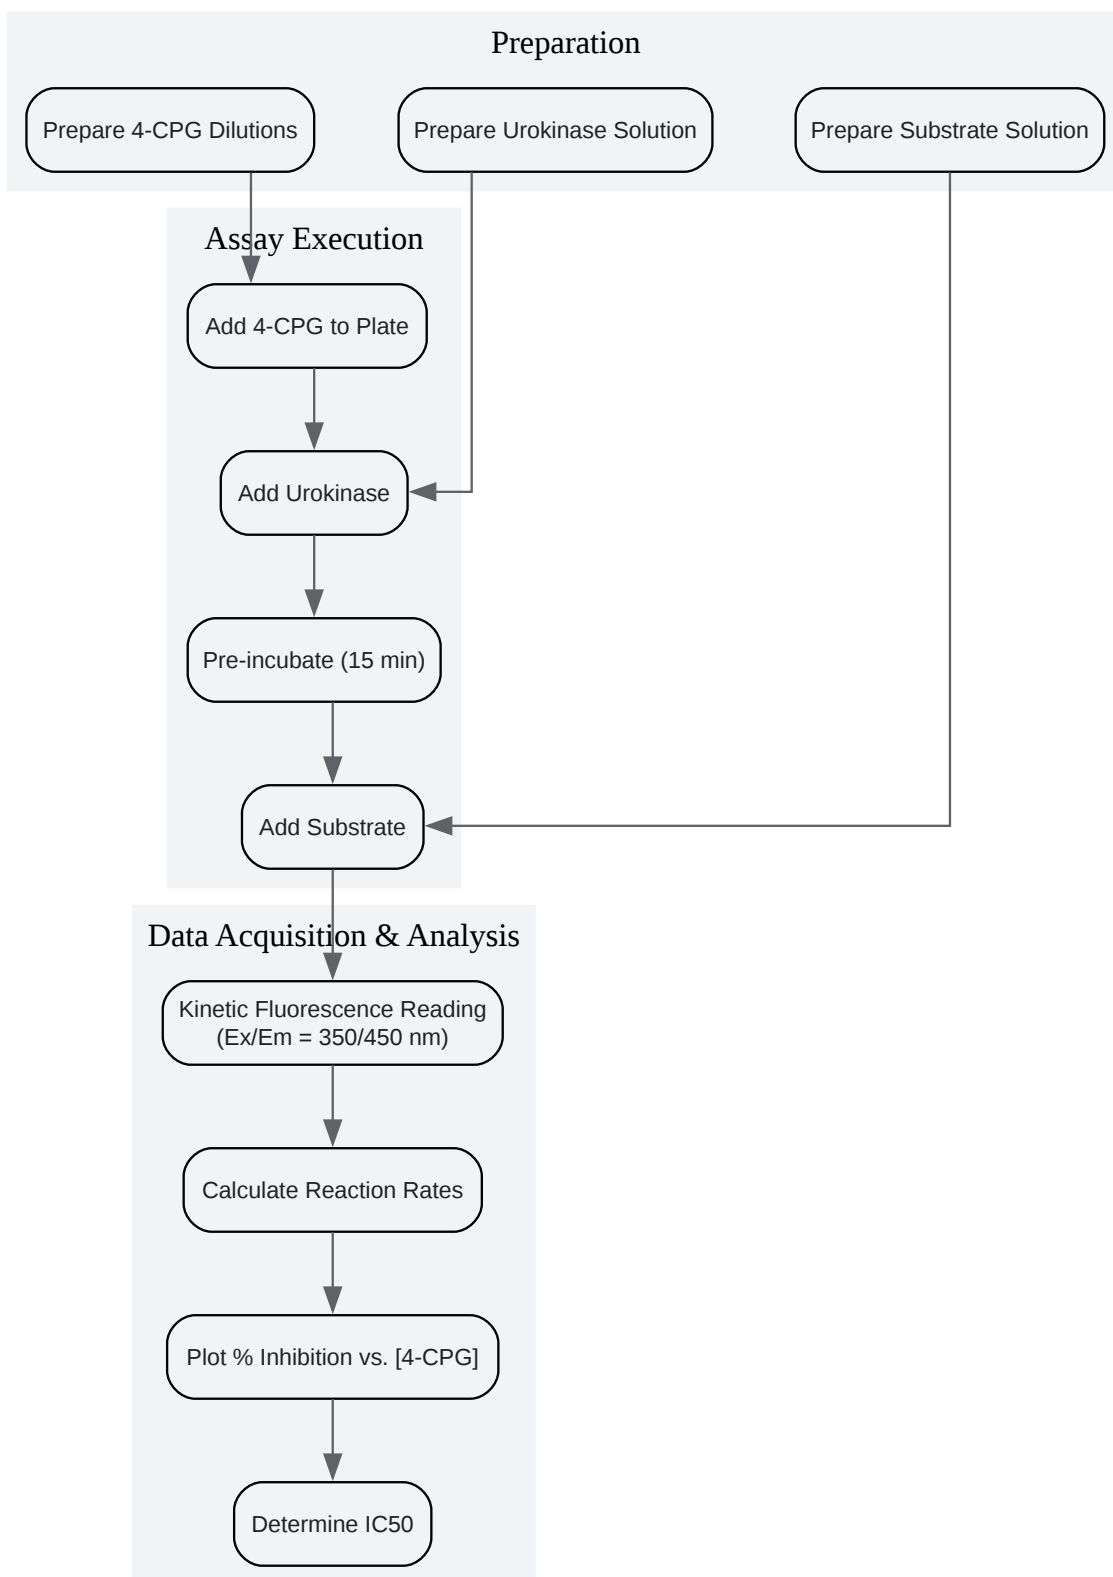 Preparation
Prepare 4-CPG Dilutions
Prepare Urokinase Solution
Prepare Substrate Solution
Assay Execution
Add 4-CPG to Plate
Add Urokinase
Pre-incubate (15 min)
Add Substrate
Data Acquisition & Analysis
Kinetic Fluorescence Reading
(Ex/Em = 350/450 nm)
Calculate Reaction Rates
Plot % Inhibition vs. [4-CPG]
Determine IC50